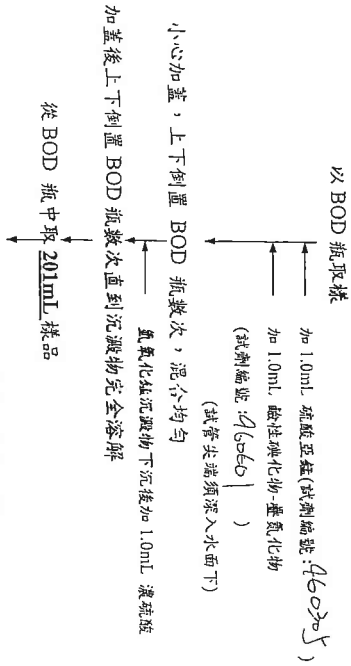 以 BOD 瓶取樣
加 1.0mL 硫酸亞錳(試劑編號:A60305)
加 1.0mL 鹼性碘化物-疊氮化物
(試劑編號:A60601)
(試管尖端須深入水面下)
小心加蓋,上下倒置 BOD 瓶數次,混合均勻
氫氧化錳沉澱物下沉後加 1.0mL 濃硫酸
加蓋後上下倒置 BOD 瓶數次直到沉澱物完全溶解
從 BOD 瓶中取 201mL 樣品